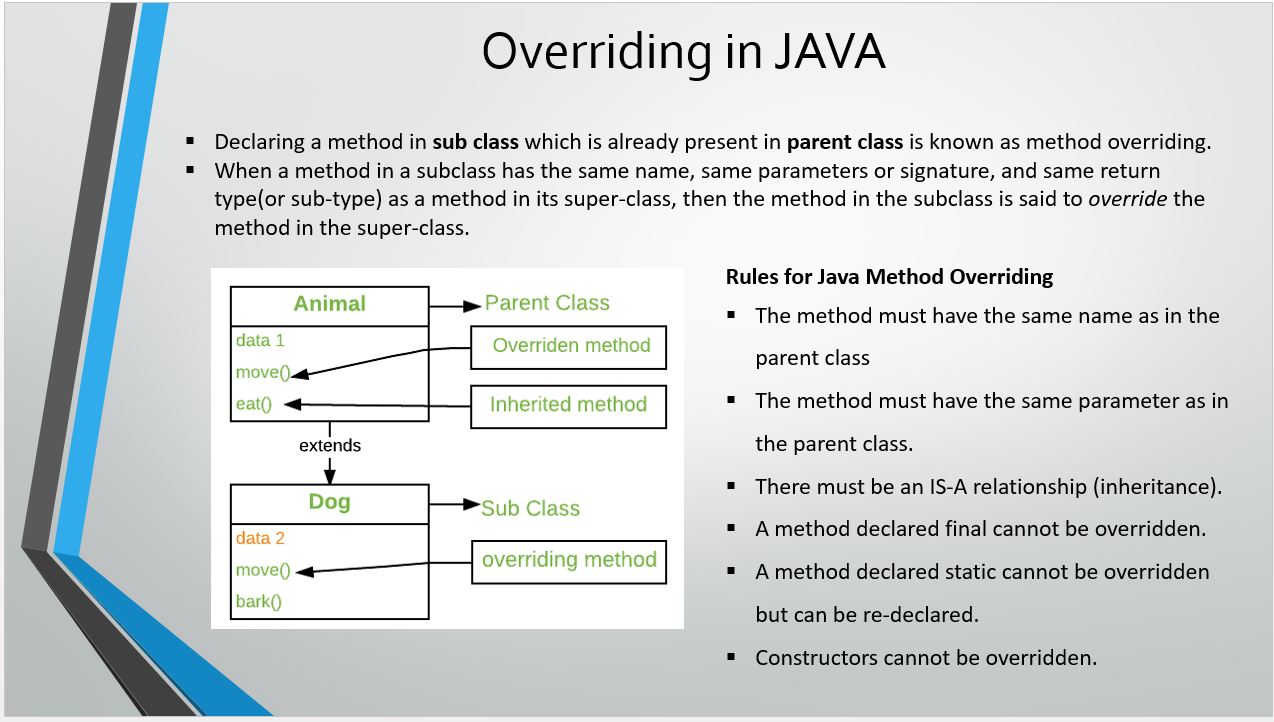 Overriding in JAVA
▪ Declaring a method in sub class which is already present in parent class is known as method overriding.
▪ When a method in a subclass has the same name, same parameters or signature, and same return
type(or sub-type) as a method in its super-class, then the method in the subclass is said to override the
method in the super-class.
Animal
Parent Class
data 1
Overriden method
move()
eat()
Inherited method
extends
Dog
Sub Class
data 2
move()
overriding method
bark()
Rules for Java Method Overriding
▪ The method must have the same name as in the
parent class
▪ The method must have the same parameter as in
the parent class.
▪ There must be an IS-A relationship (inheritance).
▪ A method declared final cannot be overridden.
▪ A method declared static cannot be overridden
but can be re-declared.
▪ Constructors cannot be overridden.